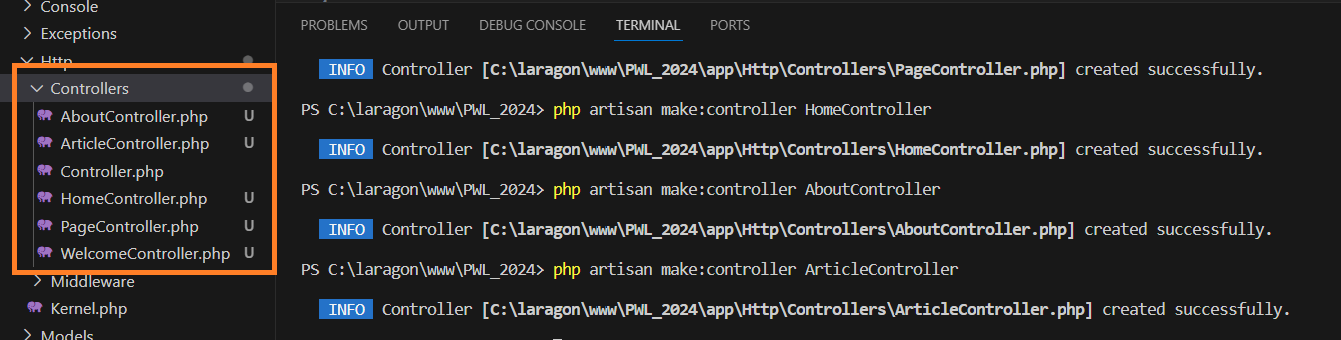 Console
Exceptions
Http
Controllers
AboutController.php U
ArticleController.php U
Controller.php
HomeController.php U
PageController.php U
WelcomeController.php U
Middleware
Kernel.php
Models
PROBLEMS OUTPUT DEBUG CONSOLE TERMINAL PORTS
INFO Controller [C:\laragon\www\PWL_2024\app\Http\Controllers\PageController.php] created successfully.
PS C:\laragon\www\PWL_2024> php artisan make:controller HomeController
INFO Controller [C:\laragon\www\PWL_2024\app\Http\Controllers\HomeController.php] created successfully.
PS C:\laragon\www\PWL_2024> php artisan make:controller AboutController
INFO Controller [C:\laragon\www\PWL_2024\app\Http\Controllers\AboutController.php] created successfully.
PS C:\laragon\www\PWL_2024> php artisan make:controller ArticleController
INFO Controller [C:\laragon\www\PWL_2024\app\Http\Controllers\ArticleController.php] created successfully.